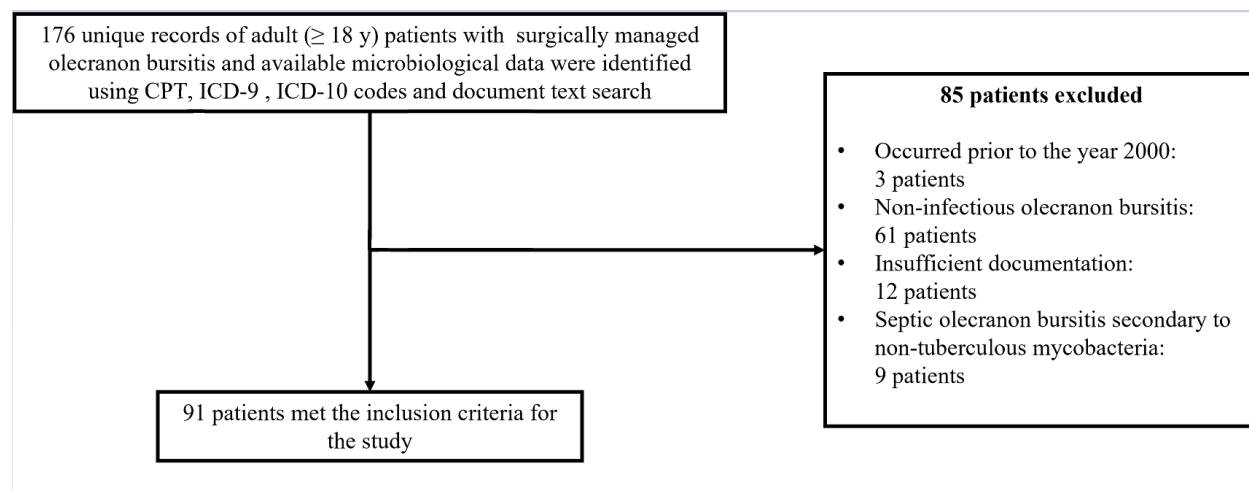 176 unique records of adult (≥ 18 y) patients with surgically managed
olecranon bursitis and available microbiological data were identified
using CPT, ICD-9 , ICD-10 codes and document text search
85 patients excluded
• Occurred prior to the year 2000:
3 patients
• Non-infectious olecranon bursitis:
61 patients
• Insufficient documentation:
12 patients
• Septic olecranon bursitis secondary to
non-tuberculous mycobacteria:
9 patients
91 patients met the inclusion criteria for
the study